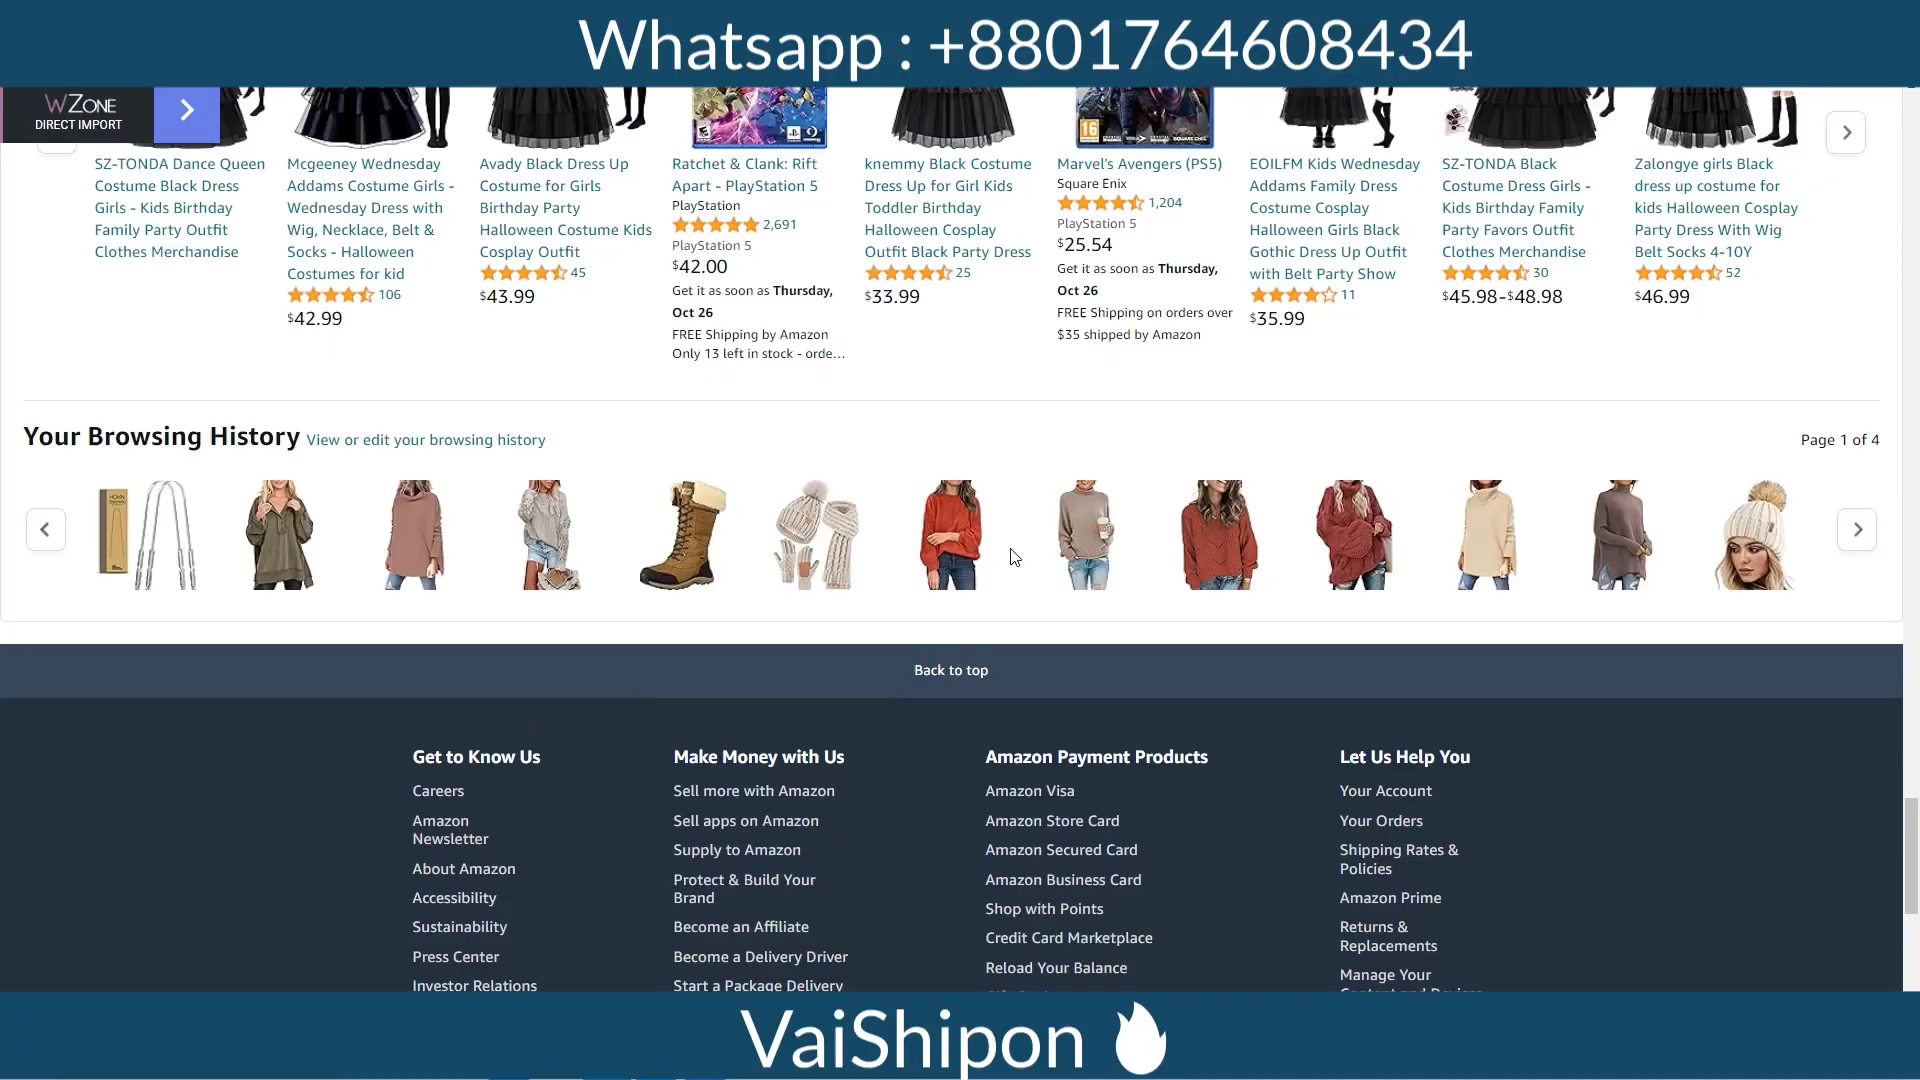 Whatsapp : +8801764608434
WZONE
DIRECT IMPORT
SZ-TONDA Dance Queen
Costume Black Dress
Girls - Kids Birthday
Family Party Outfit
Clothes Merchandise
Mcgeeney Wednesday
Addams Costume Girls -
Wednesday Dress with
Wig, Necklace, Belt &
Socks - Halloween
Costumes for kid
106
$42.99
Avady Black Dress Up
Costume for Girls
Birthday Party
Halloween Costume Kids
Cosplay Outfit
45
$43.99
Ratchet & Clank: Rift
Apart - PlayStation 5
PlayStation
2,691
PlayStation 5
$42.00
Get it as soon as Thursday,
Oct 26
FREE Shipping by Amazon
Only 13 left in stock - orde...
knemmy Black Costume
Dress Up for Girl Kids
Toddler Birthday
Halloween Cosplay
Outfit Black Party Dress
25
$33.99
16
Marvel's Avengers (PS5)
Square Enix
1,204
PlayStation 5
$25.54
Get it as soon as Thursday,
Oct 26
FREE Shipping on orders over
$35 shipped by Amazon
EOILFM Kids Wednesday
Addams Family Dress
Costume Cosplay
Halloween Girls Black
Gothic Dress Up Outfit
with Belt Party Show
11
$35.99
SZ-TONDA Black
Costume Dress Girls -
Kids Birthday Family
Party Favors Outfit
Clothes Merchandise
30
$45.98-$48.98
Zalongye girls Black
dress up costume for
kids Halloween Cosplay
Party Dress With Wig
Belt Socks 4-10Y
52
$46.99
Your Browsing History View or edit your browsing history
Page 1 of 4
Back to top
Get to Know Us
Careers
Amazon
Newsletter
About Amazon
Accessibility
Sustainability
Press Center
Investor Relations
Make Money with Us
Sell more with Amazon
Sell apps on Amazon
Supply to Amazon
Protect & Build Your
Brand
Become an Affiliate
Become a Delivery Driver
Start a Package Delivery
Amazon Payment Products
Amazon Visa
Amazon Store Card
Amazon Secured Card
Amazon Business Card
Shop with Points
Credit Card Marketplace
Reload Your Balance
Let Us Help You
Your Account
Your Orders
Shipping Rates &
Policies
Amazon Prime
Returns &
Replacements
Manage Your
VaiShipon